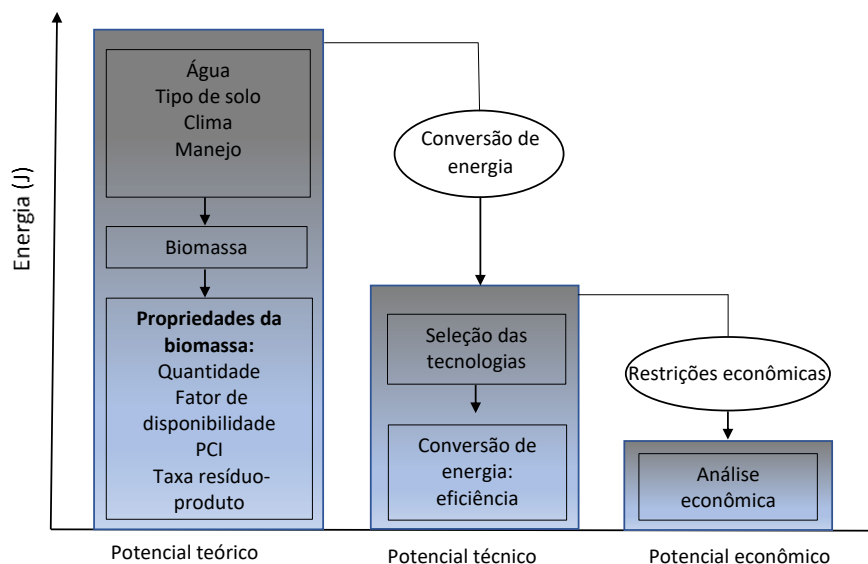 Energia (J)
Água
Tipo de solo
Clima
Manejo
Biomassa
Propriedades da
biomassa:
Quantidade
Fator de
disponibilidade
PCI
Taxa resíduo-
produto
Potencial teórico
Conversão de
energia
Seleção das
tecnologias
Conversão de
energia:
eficiência
Potencial técnico
Restrições econômicas
Análise
econômica
Potencial econômico